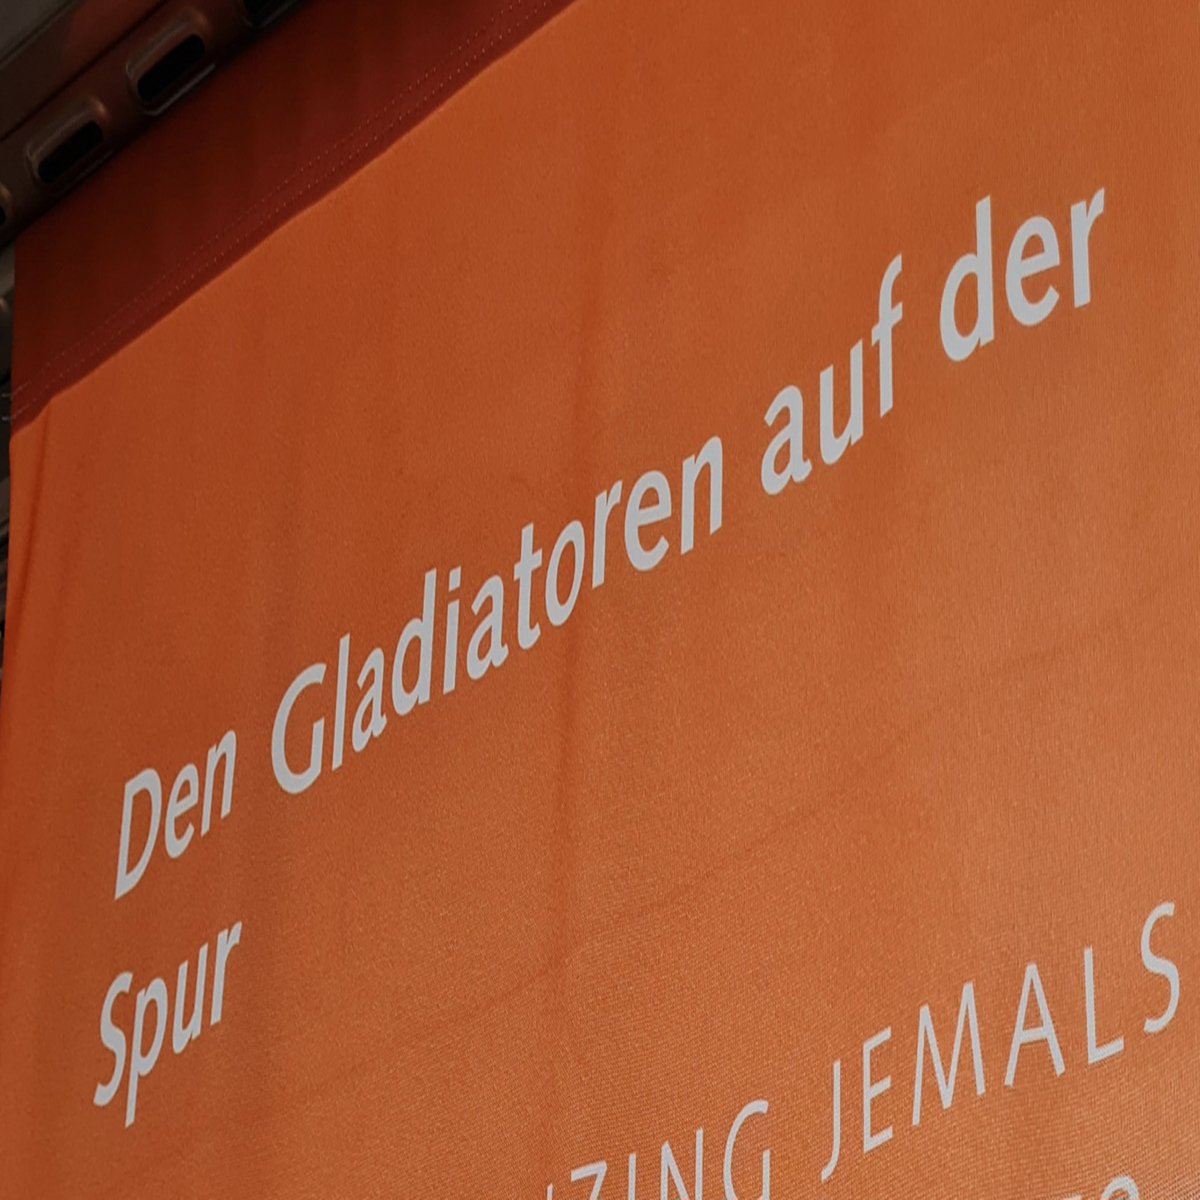 Den Gladiatoren auf der
Spur
JEMALS